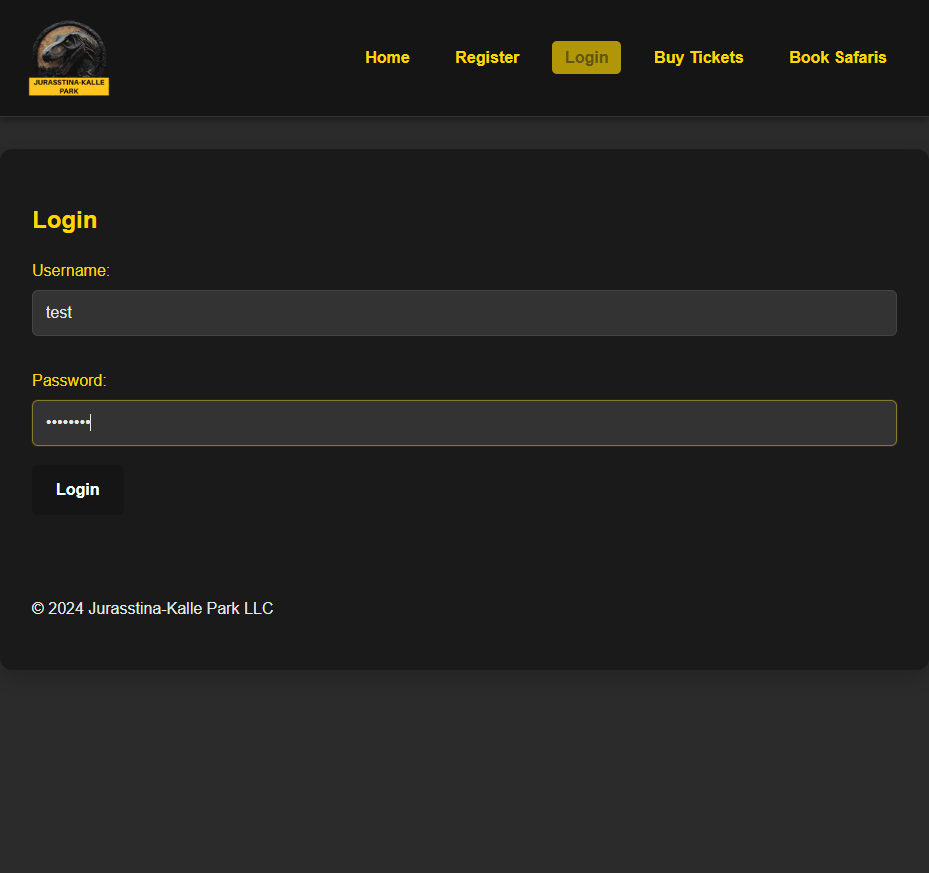 JURASSTINA-KALLE
PARK
Home Register Login Buy Tickets Book Safaris
Login
Username:
test
Password:
••••••••
Login
© 2024 Jurasstina-Kalle Park LLC